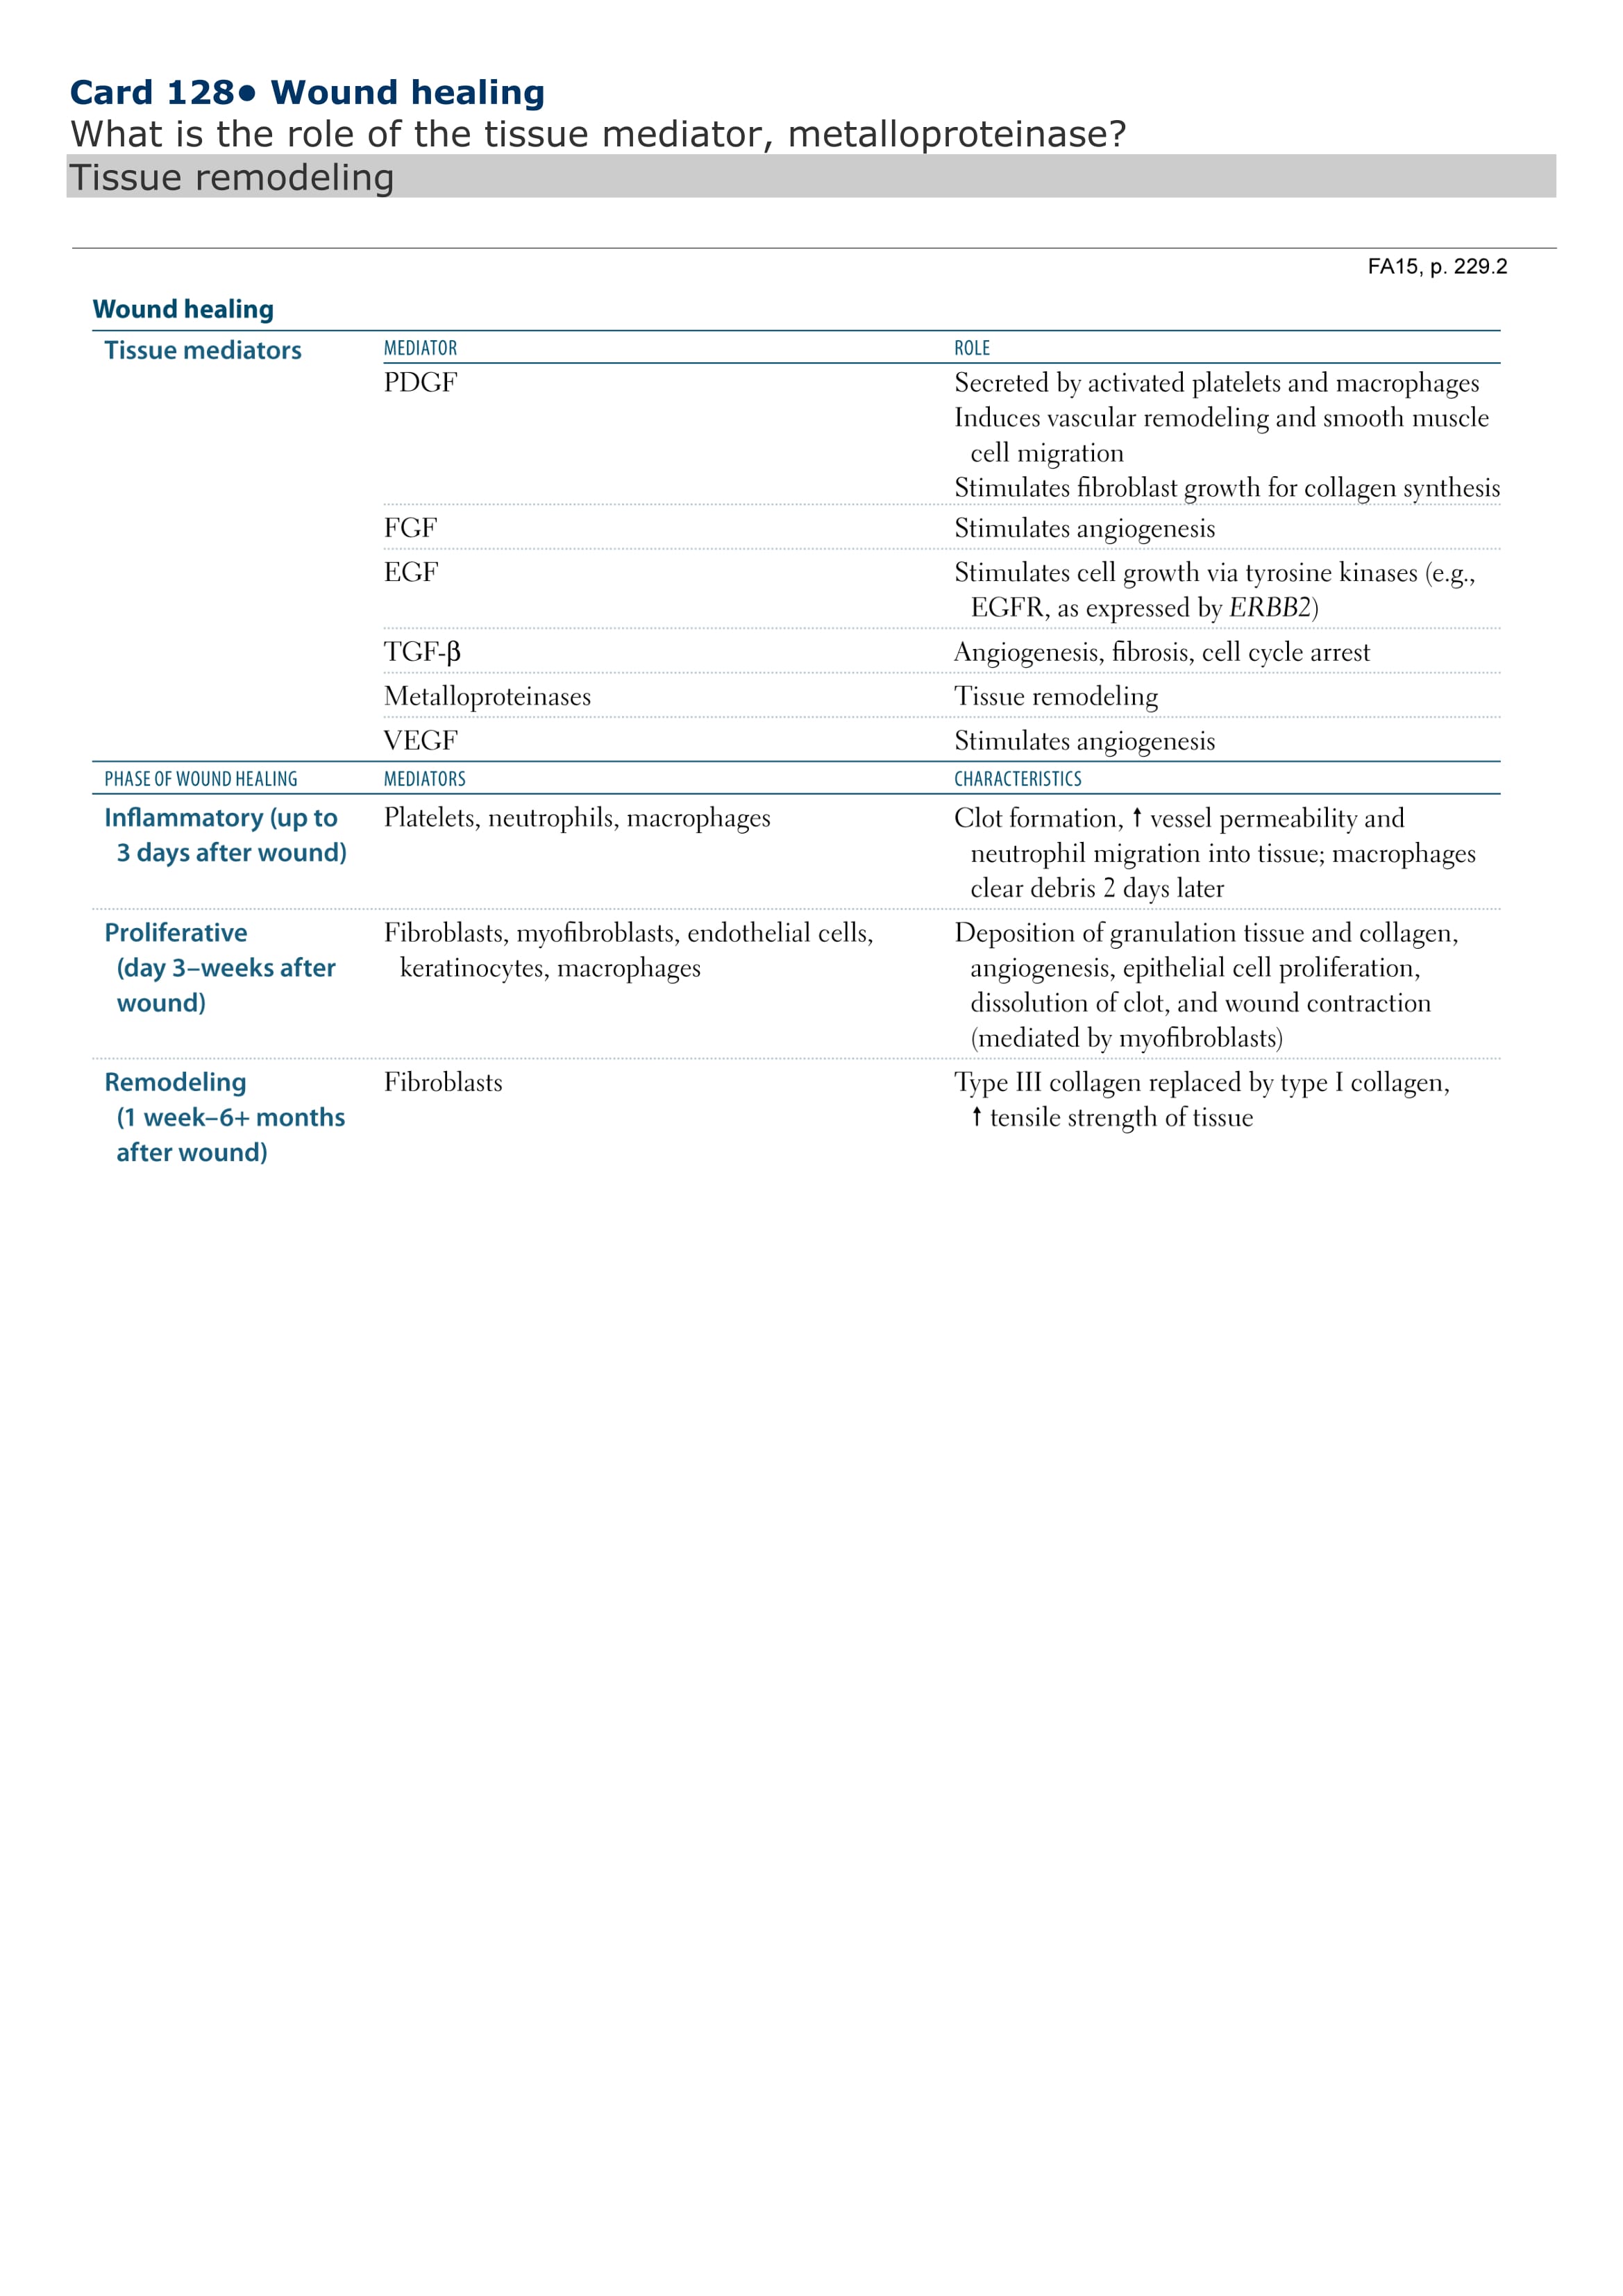 Card 128• Wound healing
What is the role of the tissue mediator, metalloproteinase?
Tissue remodeling
FA15, p. 229.2
Wound healing
Tissue mediators MEDIATOR ROLE
PDGF Secreted by activated platelets and macrophages
Induces vascular remodeling and smooth muscle
cell migration
Stimulates fibroblast growth for collagen synthesis
FGF Stimulates angiogenesis
EGF Stimulates cell growth via tyrosine kinases (e.g.,
EGFR, as expressed by ERBB2)
TGF-β Angiogenesis, fibrosis, cell cycle arrest
Metalloproteinases Tissue remodeling
VEGF Stimulates angiogenesis
PHASE OF WOUND HEALING MEDIATORS CHARACTERISTICS
Inflammatory (up to Platelets, neutrophils, macrophages Clot formation, ↑ vessel permeability and
3 days after wound) neutrophil migration into tissue; macrophages
clear debris 2 days later
Proliferative Fibroblasts, myofibroblasts, endothelial cells, Deposition of granulation tissue and collagen,
(day 3–weeks after keratinocytes, macrophages angiogenesis, epithelial cell proliferation,
wound) dissolution of clot, and wound contraction
(mediated by myofibroblasts)
Remodeling Fibroblasts Type III collagen replaced by type I collagen,
(1 week–6+ months ↑ tensile strength of tissue
after wound)